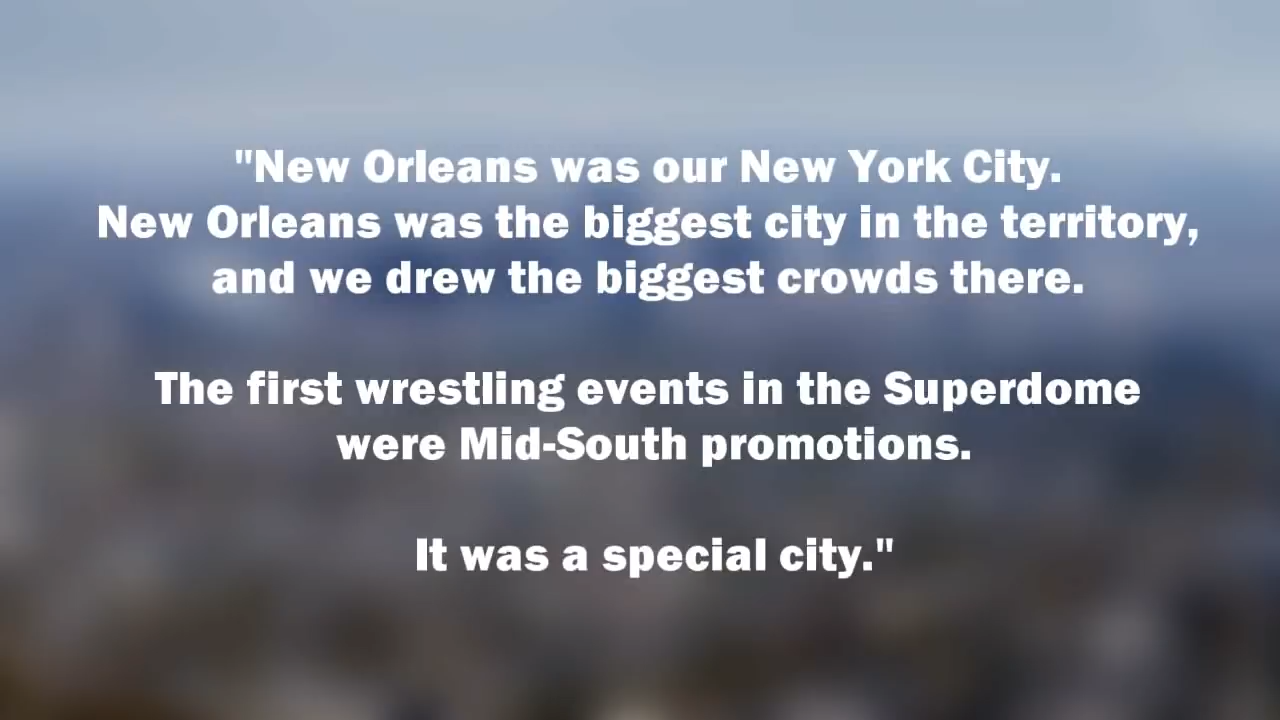 "New Orleans was our New York City.
New Orleans was the biggest city in the territory,
and we drew the biggest crowds there.
The first wrestling events in the Superdome
were Mid-South promotions.
It was a special city."